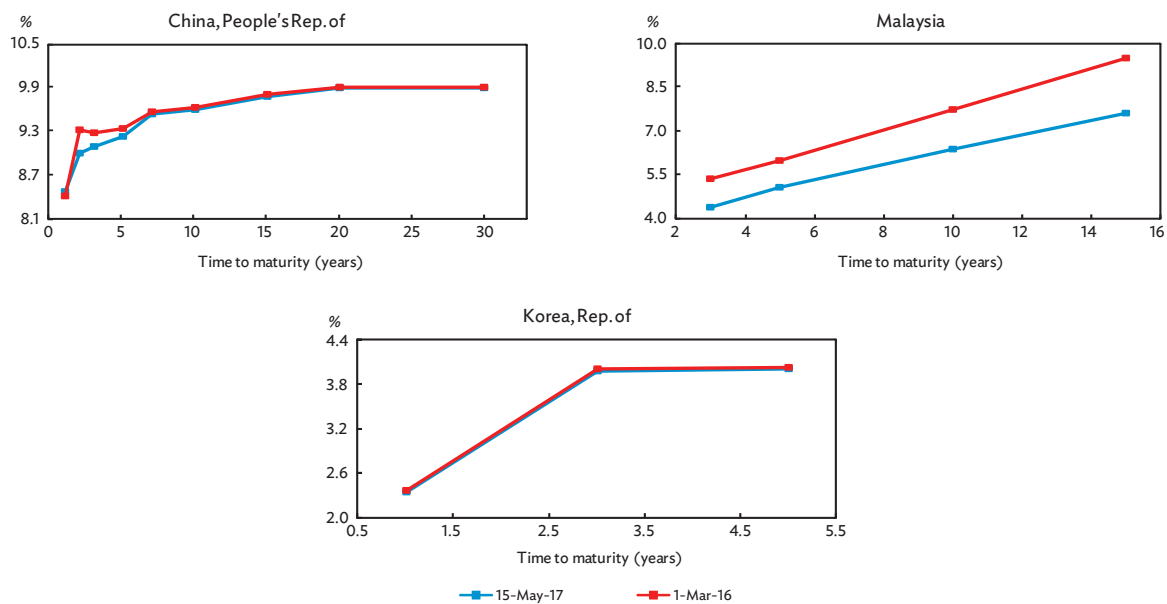 China, People's Rep. of
%
10.5
9.9
9.3
8.7
8.1
0 5 10 15 20 25 30
Time to maturity (years)
Malaysia
%
10.0
8.5
7.0
5.5
4.0
2 4 6 8 10 12 14 16
Time to maturity (years)
Korea, Rep. of
%
4.4
3.8
3.2
2.6
2.0
0.5 1.5 2.5 3.5 4.5 5.5
Time to maturity (years)
15-May-17 1-Mar-16